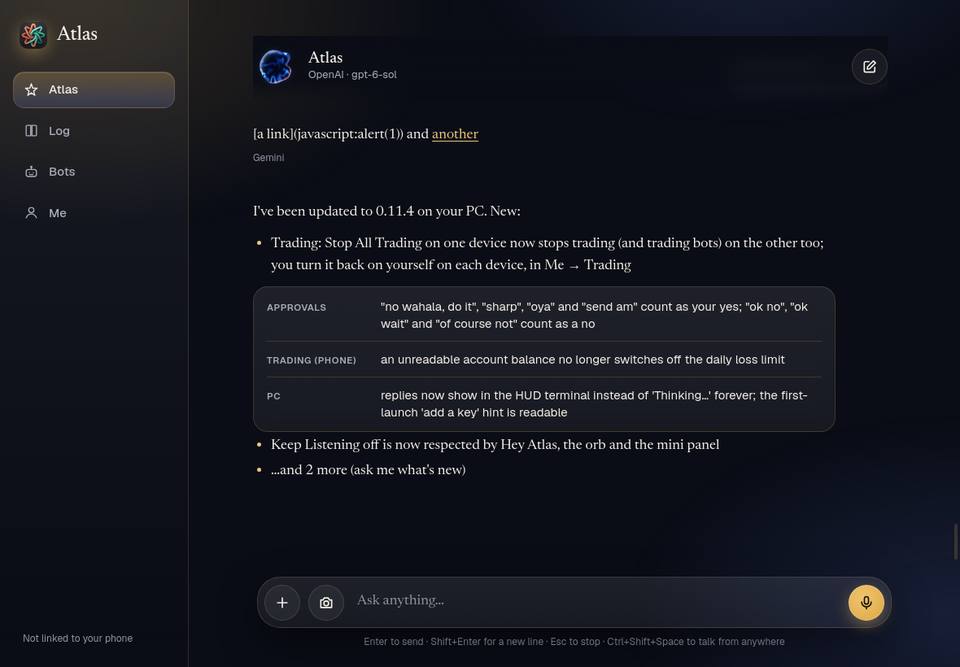 Atlas
Atlas
Log
Bots
Me
Not linked to your phone
Atlas
OpenAI · gpt-6-sol
[a link](javascript:alert(1)) and another
Gemini
I've been updated to 0.11.4 on your PC. New:
• Trading: Stop All Trading on one device now stops trading (and trading bots) on the other too;
you turn it back on yourself on each device, in Me → Trading
APPROVALS "no wahala, do it", "sharp", "oya" and "send am" count as your yes; "ok no", "ok
wait" and "of course not" count as a no
TRADING (PHONE) an unreadable account balance no longer switches off the daily loss limit
PC replies now show in the HUD terminal instead of 'Thinking...' forever; the first-
launch 'add a key' hint is readable
• Keep Listening off is now respected by Hey Atlas, the orb and the mini panel
• ...and 2 more (ask me what's new)
Ask anything...
Enter to send · Shift+Enter for a new line · Esc to stop · Ctrl+Shift+Space to talk from anywhere